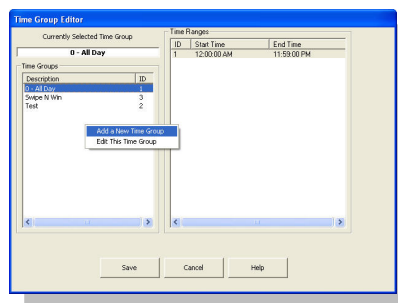 Time Group Editor
Currently Selected Time Group
0 - All Day
Time Groups
Description ID
0 - All Day 1
Swipe N Win 3
Test 2
Add a New Time Group
Edit This Time Group
Time Ranges
ID Start Time End Time
1 12:00:00 AM 11:59:00 PM
Save Cancel Help